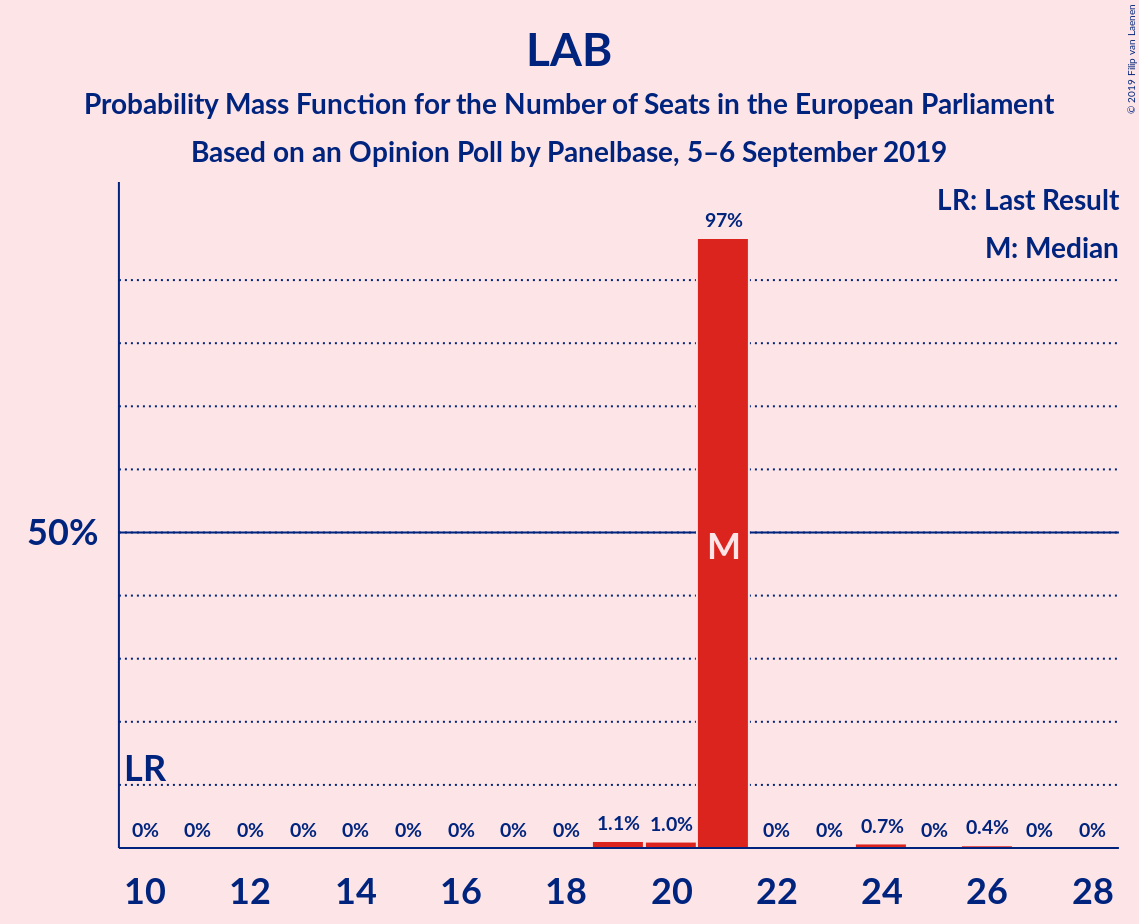 LAB
Probability Mass Function for the Number of Seats in the European Parliament
Based on an Opinion Poll by Panelbase, 5–6 September 2019
© 2019 Filip van Laenen
LR: Last Result
M: Median
97%
50%
M
LR
0% 0% 0% 0% 0% 0% 0% 0% 0% 1.1% 1.0% 0% 0% 0.7% 0% 0.4% 0% 0%
10 12 14 16 18 20 22 24 26 28